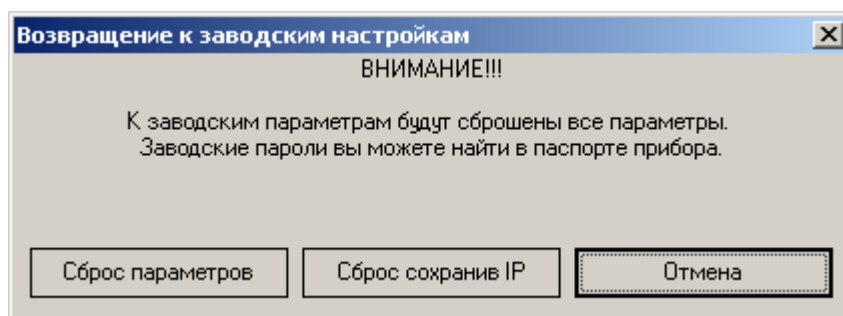 Возвращение к заводским настройкам
ВНИМАНИЕ!!!
К заводским параметрам будут сброшены все параметры.
Заводские пароли вы можете найти в паспорте прибора.
Сброс параметров
Сброс сохранив IP
Отмена